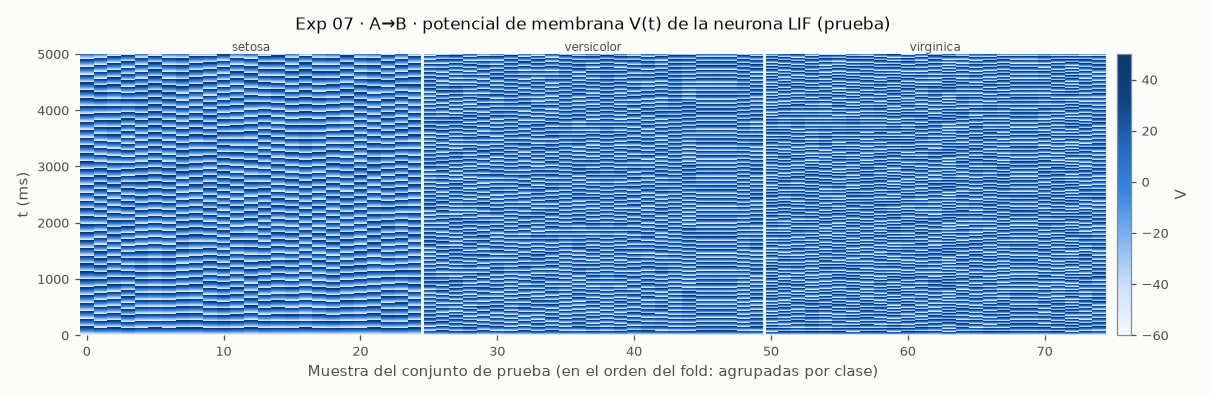 Exp 07 · A→B · potencial de membrana V(t) de la neurona LIF (prueba)
setosa versicolor virginica
5000
4000
3000
2000
1000
0
t (ms)
0 10 20 30 40 50 60 70
Muestra del conjunto de prueba (en el orden del fold: agrupadas por clase)
40
20
0
−20
−40
−60
V